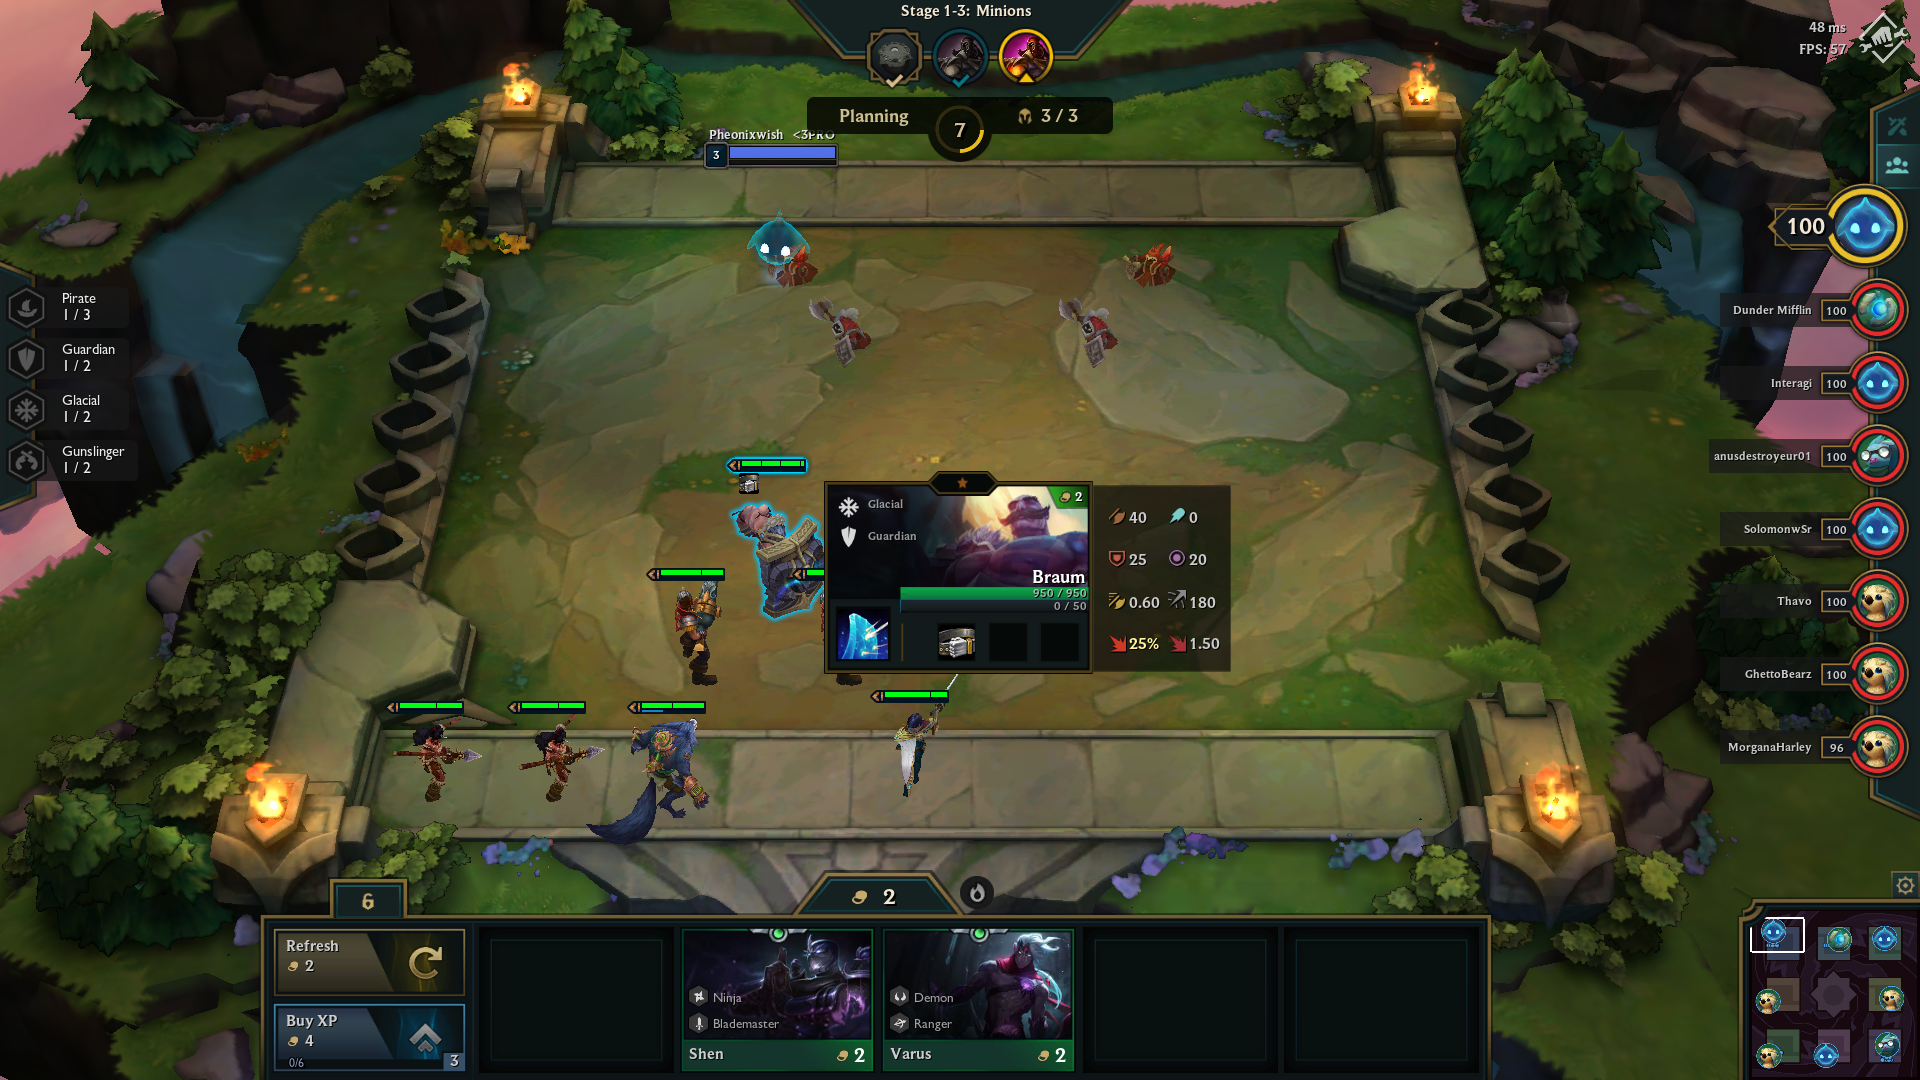 Stage 1-3: Minions
48 ms
FPS: 57
Planning
7
3 / 3
Pheonixwish <3PRO
3
100
Pirate
1 / 3
Guardian
1 / 2
Glacial
1 / 2
Gunslinger
1 / 2
Dunder Mifflin 100
Interagi 100
anusdestroyeur01 100
SolomonwSr 100
Thavo 100
GhettoBearz 100
MorganaHarley 96
Glacial
2
Guardian
Braum
950 / 950
0 / 50
40 0
25 20
0.60 180
25% 1.50
6
2
Refresh
2
Buy XP
4
0/6
3
Ninja
Blademaster
Shen 2
Demon
Ranger
Varus 2